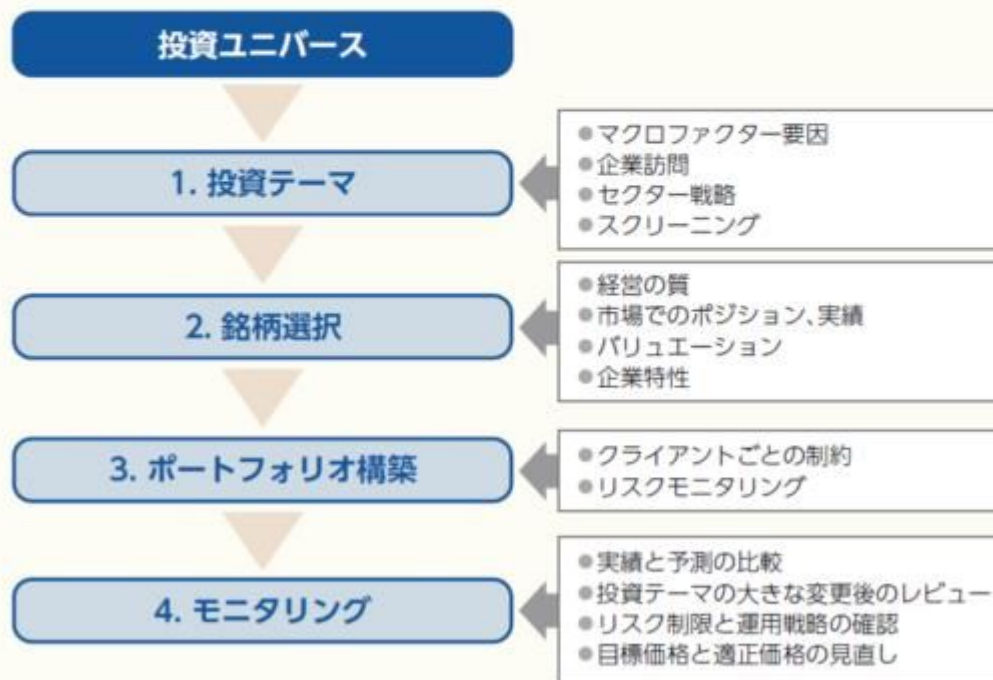 投資ユニバース
1. 投資テーマ
●マクロファクター要因
●企業訪問
●セクター戦略
●スクリーニング
2. 銘柄選択
●経営の質
●市場でのポジション、実績
●バリュエーション
●企業特性
3. ポートフォリオ構築
●クライアントごとの制約
●リスクモニタリング
4. モニタリング
●実績と予測の比較
●投資テーマの大きな変更後のレビュー
●リスク制限と運用戦略の確認
●目標価格と適正価格の見直し